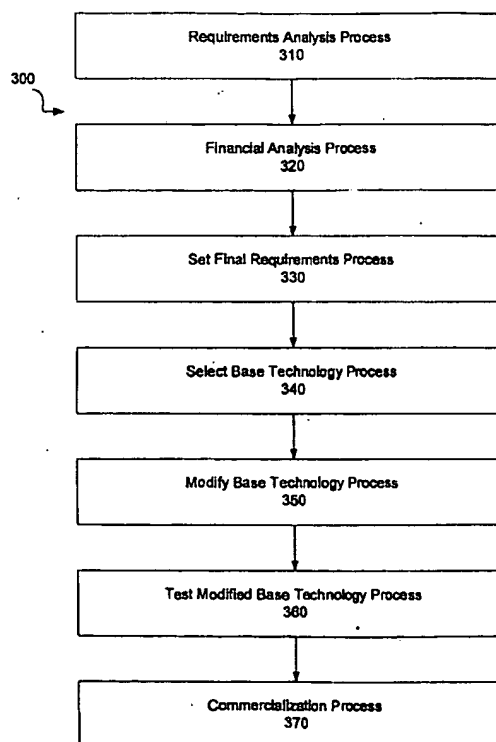 Requirements Analysis Process
310
300
Financial Analysis Process
320
Set Final Requirements Process
330
Select Base Technology Process
340
Modify Base Technology Process
350
Test Modified Base Technology Process
360
Commercialization Process
370